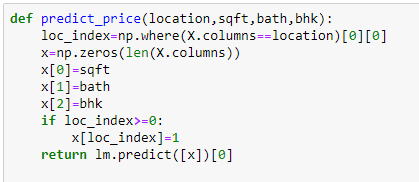 def predict_price(location,sqft,bath,bhk):
    loc_index=np.where(X.columns==location)[0][0]
    x=np.zeros(len(X.columns))
    x[0]=sqft
    x[1]=bath
    x[2]=bhk
    if loc_index>=0:
        x[loc_index]=1
    return lm.predict([x])[0]